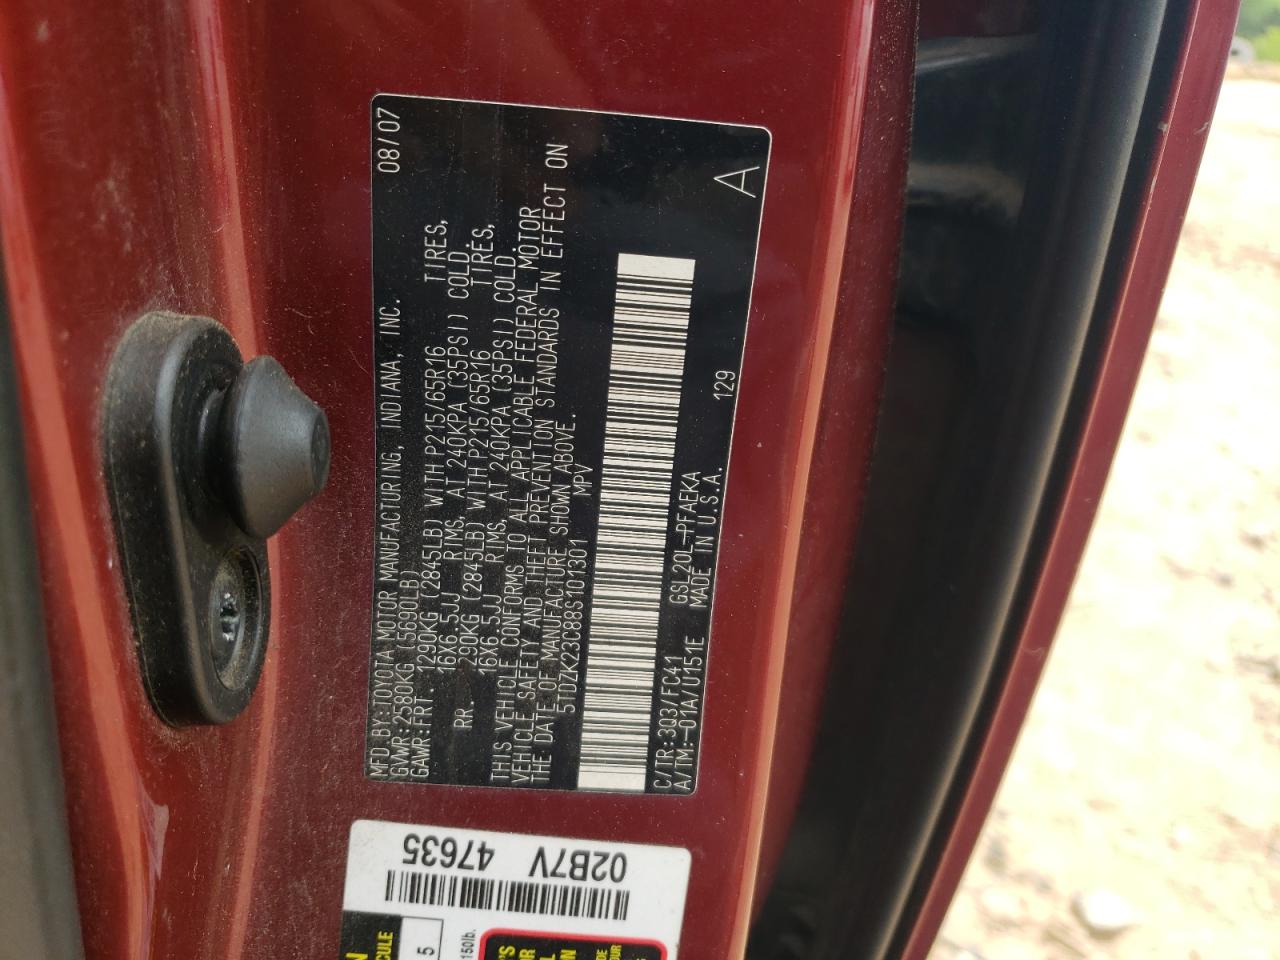 MFD.BY:TOYOTA MOTOR MANUFACTURING, INDIANA, INC. 08/07
GVWR:2580KG (5690LB)
GAWR:FRT. 1290KG (2845LB) WITH P215/65R16 TIRES,
16X6.5JJ RIMS, AT 240KPA (35PSI) COLD.
RR. 1290KG (2845LB) WITH P215/65R16 TIRES,
16X6.5JJ RIMS, AT 240KPA (35PSI) COLD.
THIS VEHICLE CONFORMS TO ALL APPLICABLE FEDERAL MOTOR
VEHICLE SAFETY AND THEFT PREVENTION STANDARDS IN EFFECT ON
THE DATE OF MANUFACTURE SHOWN ABOVE.
5TDZK23C88S101301 MPV
C/TR:3Q3/FC41 GSL20L-PFAEKA 129
A/TM:-01A/U151E MADE IN U.S.A.
A
47635
02B7V
5
150lb.